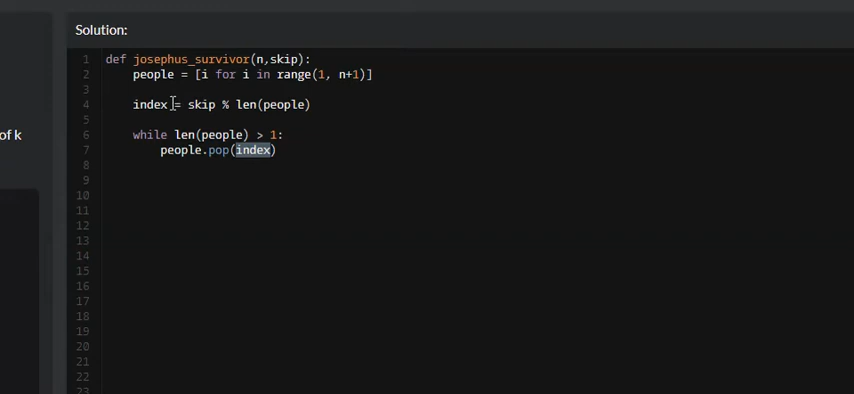 Solution:
of k
1 def josephus_survivor(n,skip):
2 people = [i for i in range(1, n+1)]
3
4 index = skip % len(people)
5
6 while len(people) > 1:
7 people.pop(index)
8
9
10
11
12
13
14
15
16
17
18
19
20
21
22
23